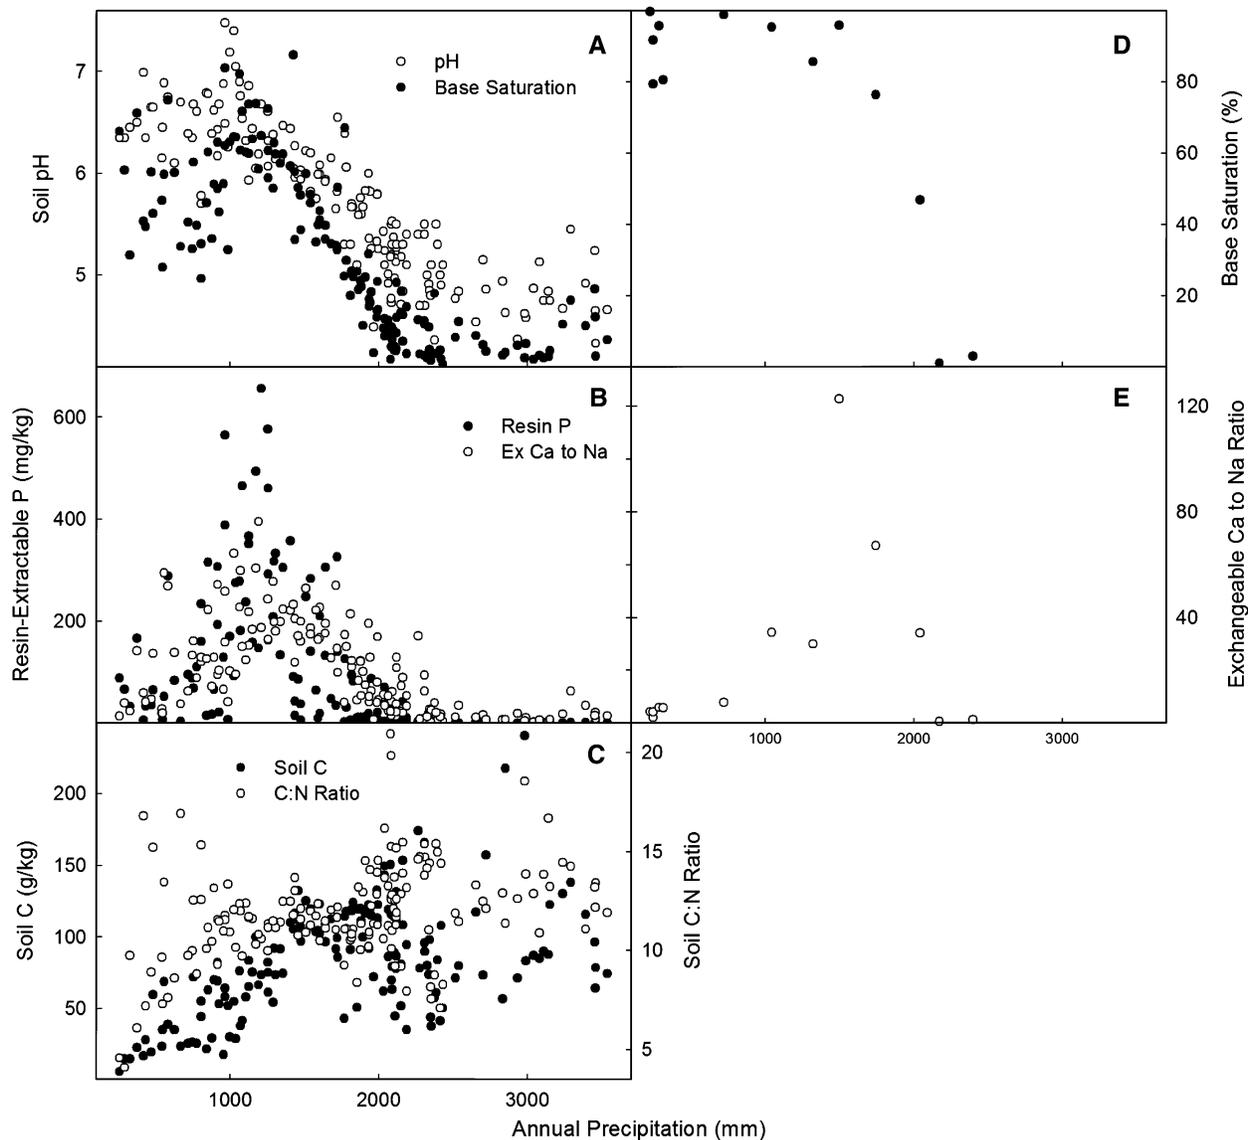 A
pH
Base Saturation
7
6
5
Soil pH
D
80
60
40
20
Base Saturation (%)
B
Resin P
Ex Ca to Na
600
400
200
Resin-Extractable P (mg/kg)
E
120
80
40
Exchangeable Ca to Na Ratio
1000 2000 3000
C
Soil C
C:N Ratio
200
150
100
50
Soil C (g/kg)
20
15
10
5
Soil C:N Ratio
1000 2000 3000
Annual Precipitation (mm)